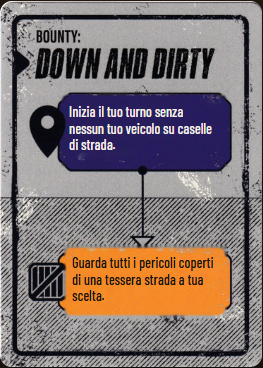 BOUNTY:
DOWN AND DIRTY
Inizia il tuo turno senza
nessun tuo veicolo su caselle
di strada.
Guarda tutti i pericoli coperti
di una tessera strada a tua
scelta.